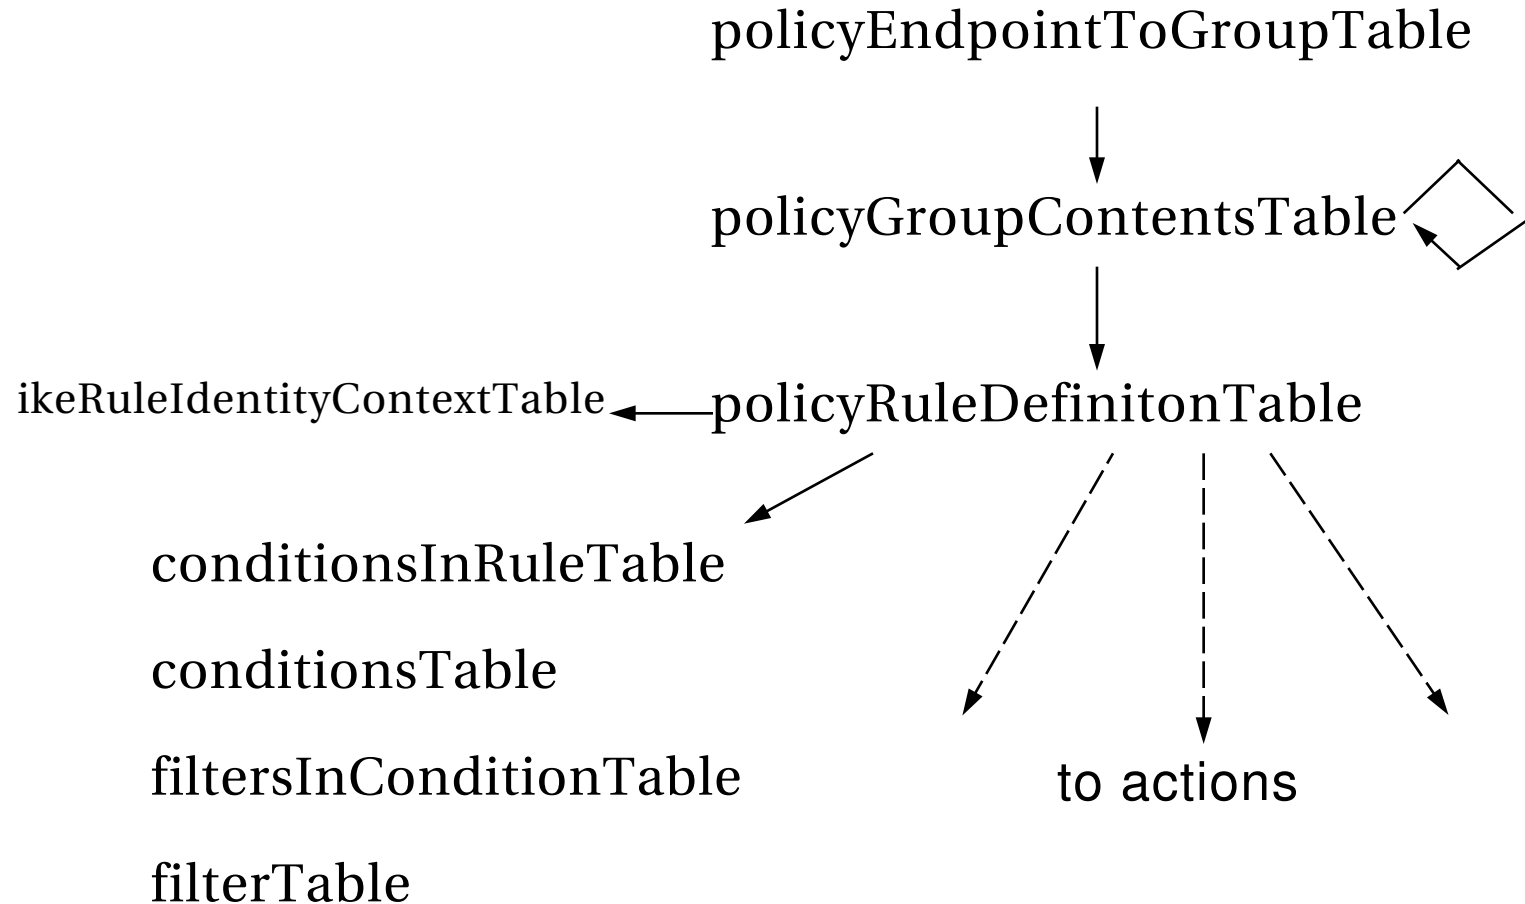 policyEndpointToGroupTable
policyGroupContentsTable
ikeRuleIdentityContextTable
policyRuleDefinitonTable
conditionsInRuleTable
conditionsTable
filtersInConditionTable
to actions
filterTable